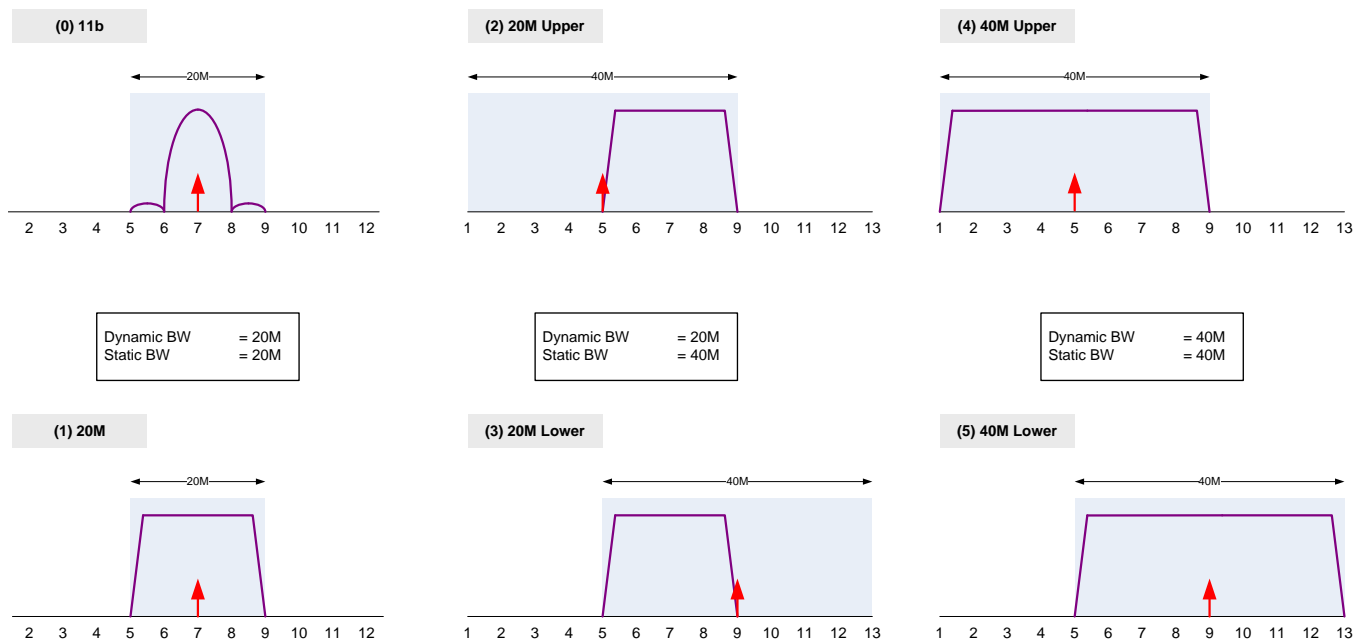 (0) 11b
(2) 20M Upper
(4) 40M Upper
20M
40M
40M
2 3 4 5 6 7 8 9 10 11 12
1 2 3 4 5 6 7 8 9 10 11 12 13
1 2 3 4 5 6 7 8 9 10 11 12 13
Dynamic BW = 20M
Static BW = 20M
Dynamic BW = 20M
Static BW = 40M
Dynamic BW = 40M
Static BW = 40M
(1) 20M
(3) 20M Lower
(5) 40M Lower
20M
40M
40M
2 3 4 5 6 7 8 9 10 11 12
1 2 3 4 5 6 7 8 9 10 11 12 13
1 2 3 4 5 6 7 8 9 10 11 12 13